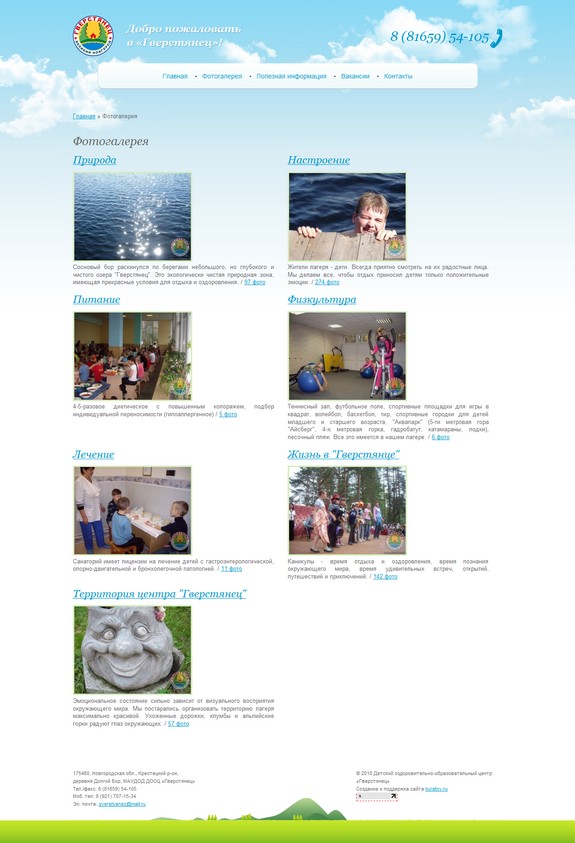 ГВЕРСТЯНЕЦ
Добро пожаловать
в «Гверстянец»!
8 (81659) 54-105
Главная • Фотогалерея • Полезная информация • Вакансии • Контакты
Главная » Фотогалерея
Фотогалерея
Природа
Сосновый бор раскинулся по берегами небольшого, но глубокого и
чистого озера "Гверстянец". Это экологически чистая природная зона,
имеющая прекрасные условия для отдыха и оздоровления. / 97 фото
Настроение
Жители лагеря - дети. Всегда приятно смотреть на их радостные лица.
Мы делаем все, чтобы отдых приносил детям только положительные
эмоции. / 274 фото
Питание
4-5-разовое диетическое с повышенным колоражем, подбор
индивидуальной переносимости (гипоаллергенное) / 5 фото
Физкультура
Теннисный зал, футбольное поле, спортивные площадки для игры в
квадрат, волейбол, баскетбол, тир, спортивные городки для детей
младшего и старшего возраста, "Аквапарк" (5-ти метровая гора
"Айсберг", 4-х метровая горка, гидробатут, катамараны, лодки),
песочный пляж. Все это имеется в нашем лагере. / 6 фото
Лечение
Санаторий имеет лицензии на лечение детей с гастроэнтерологической,
опорно-двигательной и бронхолегочной патологией. / 11 фото
Жизнь в "Гверстянце"
Каникулы - время отдыха и оздоровления, время познания
окружающего мира, время удивительных встреч, открытий,
путешествий и приключений. / 142 фото
Территория центра "Гверстянец"
Эмоциональное состояние сильно зависит от визуального восприятия
окружающего мира. Мы постарались организовать территорию лагеря
максимально красивой. Ухоженные дорожки, клумбы и альпийские
горки радуют глаз окружающих. / 57 фото
175460, Новгородская обл., Крестецкий р-он,
деревня Долгий Бор, МАУДОД ДООЦ «Гверстянец»
Тел./факс: 8 (81659) 54-105
Моб. тел: 8 (921) 707-15-34
Эл. почта: gverstyanez@mail.ru
© 2010 Детский оздоровительно-образовательный центр
«Гверстянец»
Создание и поддержка сайта kuratov.ru